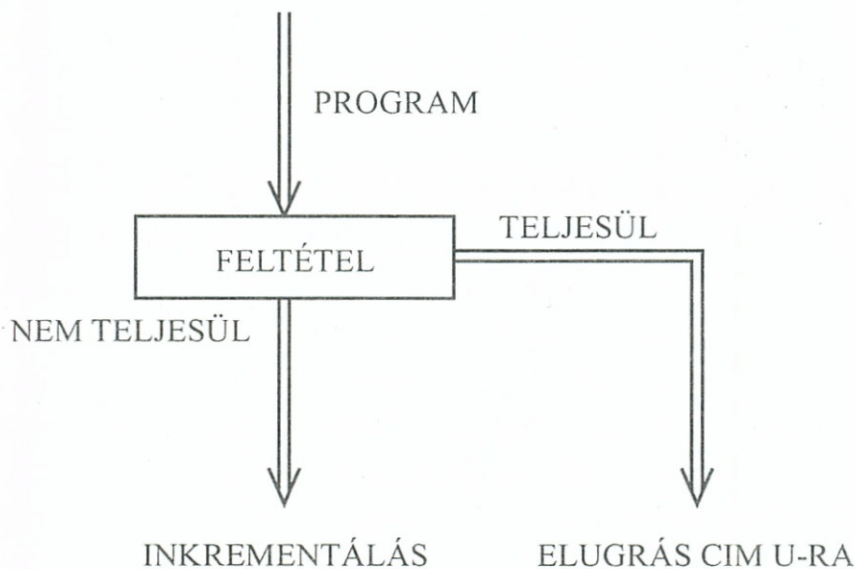 PROGRAM
TELJESÜL
FELTÉTEL
NEM TELJESÜL
INKREMENTÁLÁS
ELUGRÁS CIM U-RA